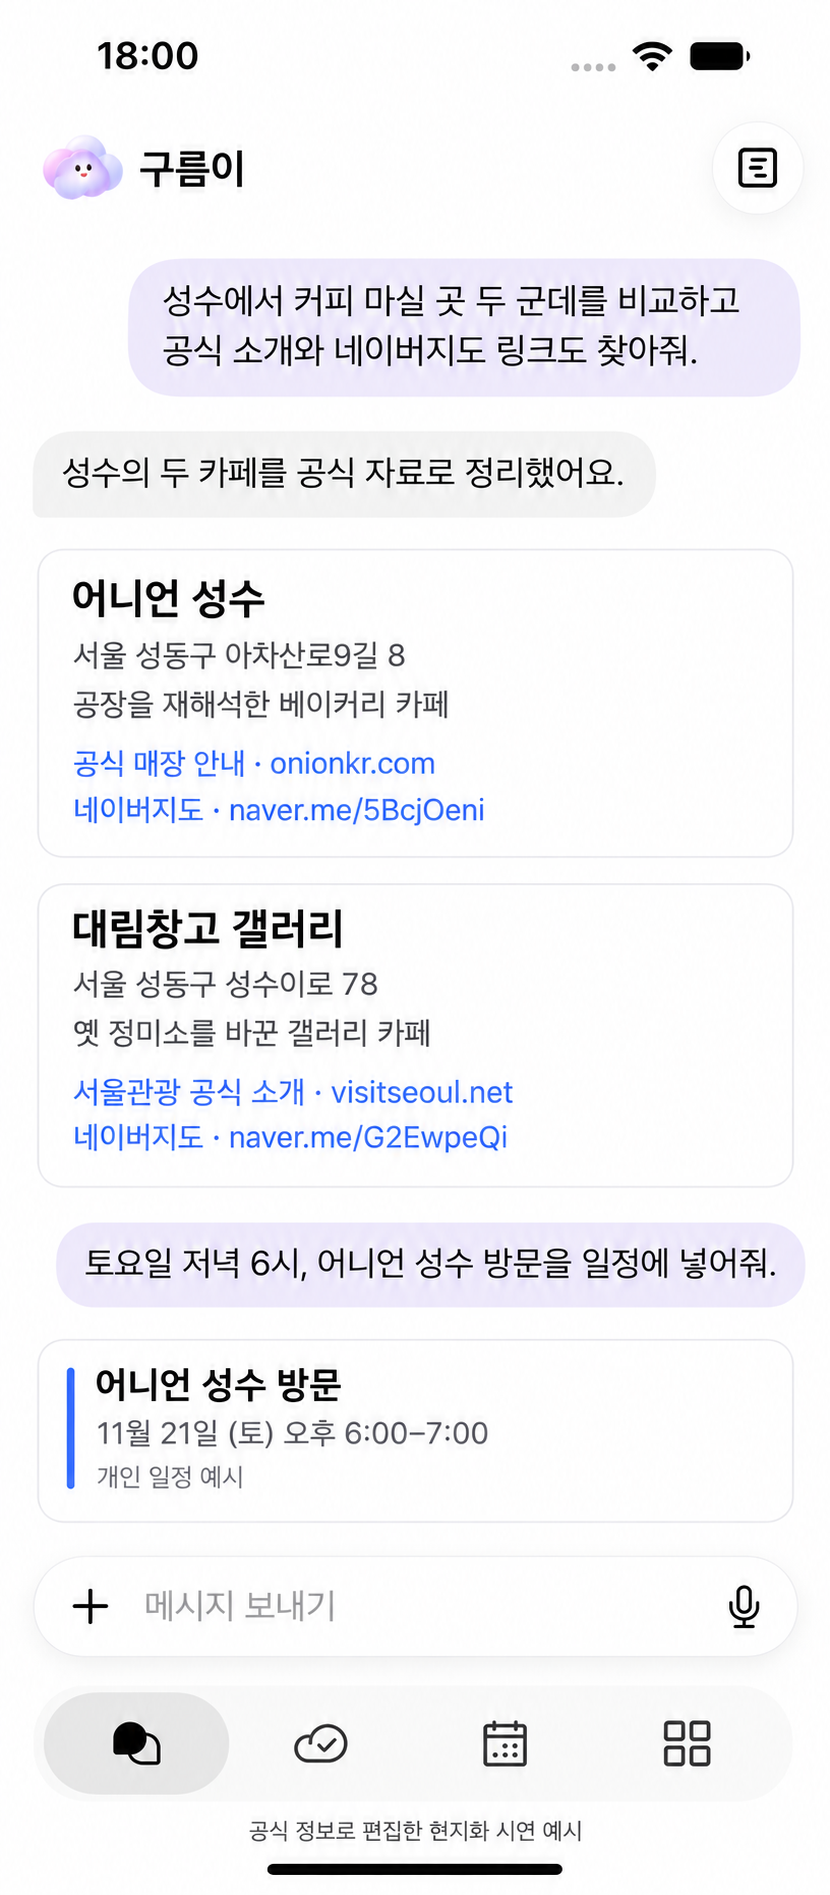 18:00
구름이
성수에서 커피 마실 곳 두 군데를 비교하고
공식 소개와 네이버지도 링크도 찾아줘.
성수의 두 카페를 공식 자료로 정리했어요.
어니언 성수
서울 성동구 아차산로9길 8
공장을 재해석한 베이커리 카페
공식 매장 안내 · onionkr.com
네이버지도 · naver.me/5BcjOeni
대림창고 갤러리
서울 성동구 성수이로 78
옛 정미소를 바꾼 갤러리 카페
서울관광 공식 소개 · visitseoul.net
네이버지도 · naver.me/G2EwpeQi
토요일 저녁 6시, 어니언 성수 방문을 일정에 넣어줘.
어니언 성수 방문
11월 21일 (토) 오후 6:00–7:00
개인 일정 예시
메시지 보내기
공식 정보로 편집한 현지화 시연 예시